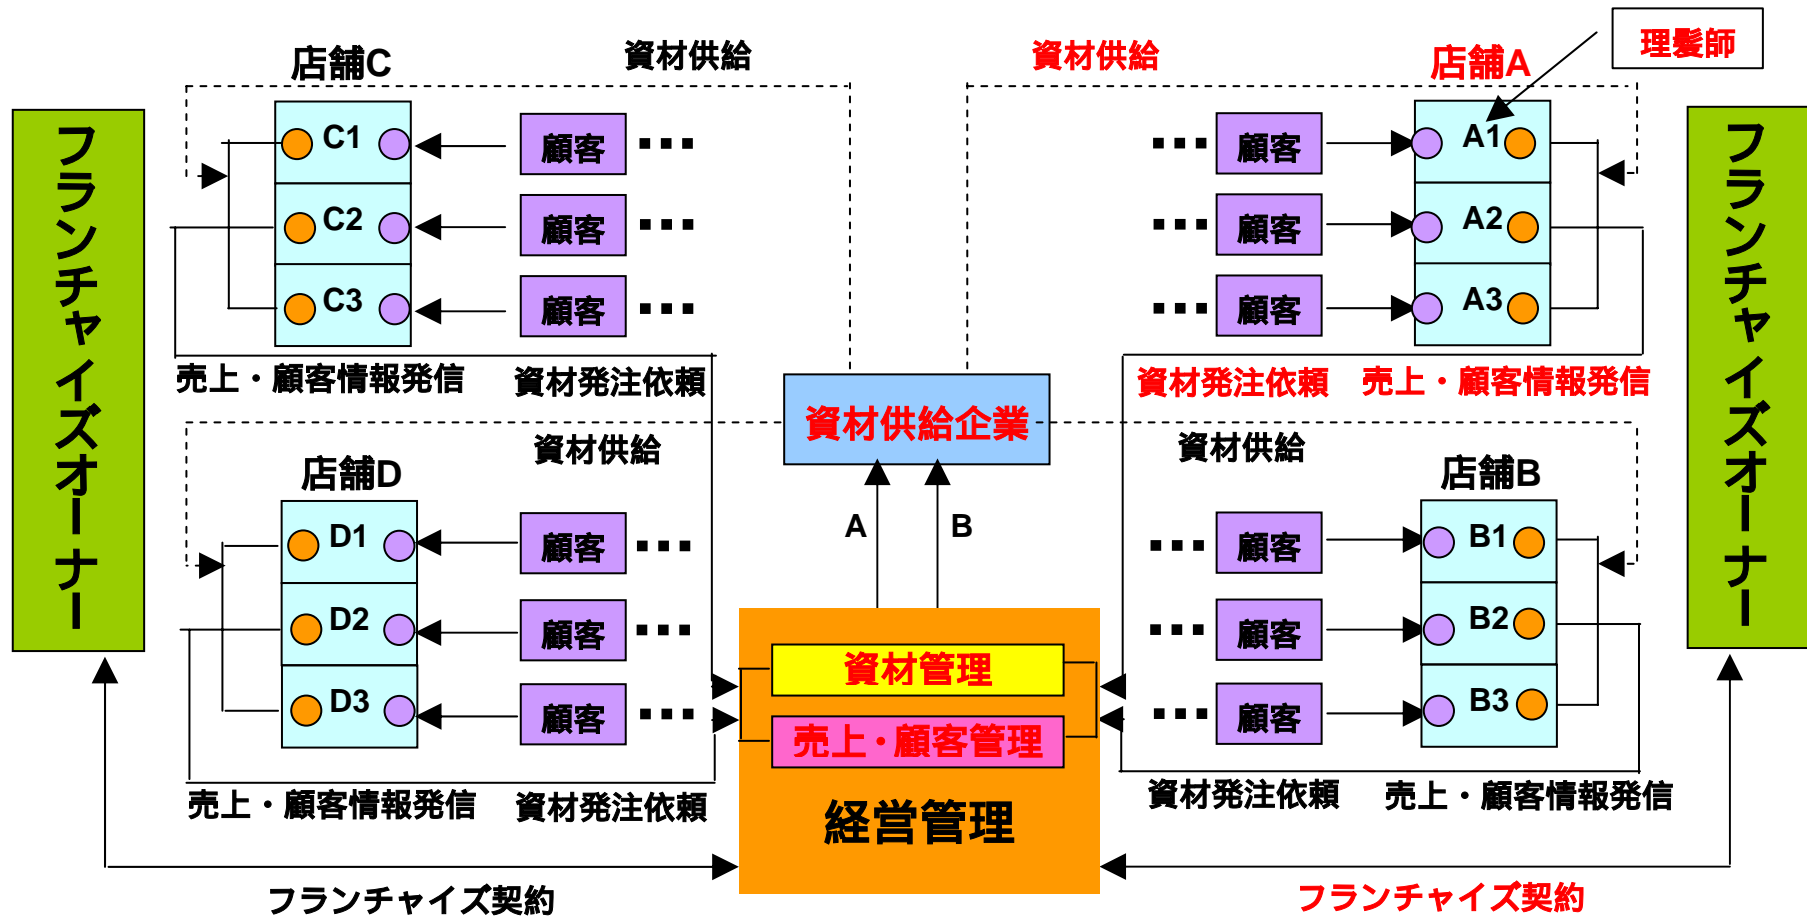 店舗C
資材供給
資材供給
店舗A
理髪師
フランチャイズオーナー
C1
顧客
C2
顧客
C3
顧客
顧客
A1
顧客
A2
顧客
A3
フランチャイズオーナー
売上・顧客情報発信
資材発注依頼
資材供給企業
資材発注依頼
売上・顧客情報発信
店舗D
資材供給
資材供給
店舗B
A
B
D1
顧客
D2
顧客
D3
顧客
顧客
B1
顧客
B2
顧客
B3
資材管理
売上・顧客管理
経営管理
売上・顧客情報発信
資材発注依頼
資材発注依頼
売上・顧客情報発信
フランチャイズ契約
フランチャイズ契約